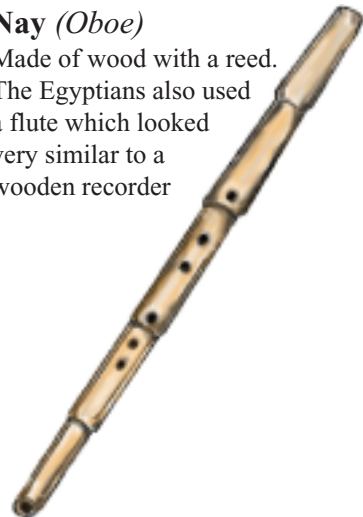 Nay (Oboe)
Made of wood with a reed.
The Egyptians also used
a flute which looked
very similar to a
wooden recorder